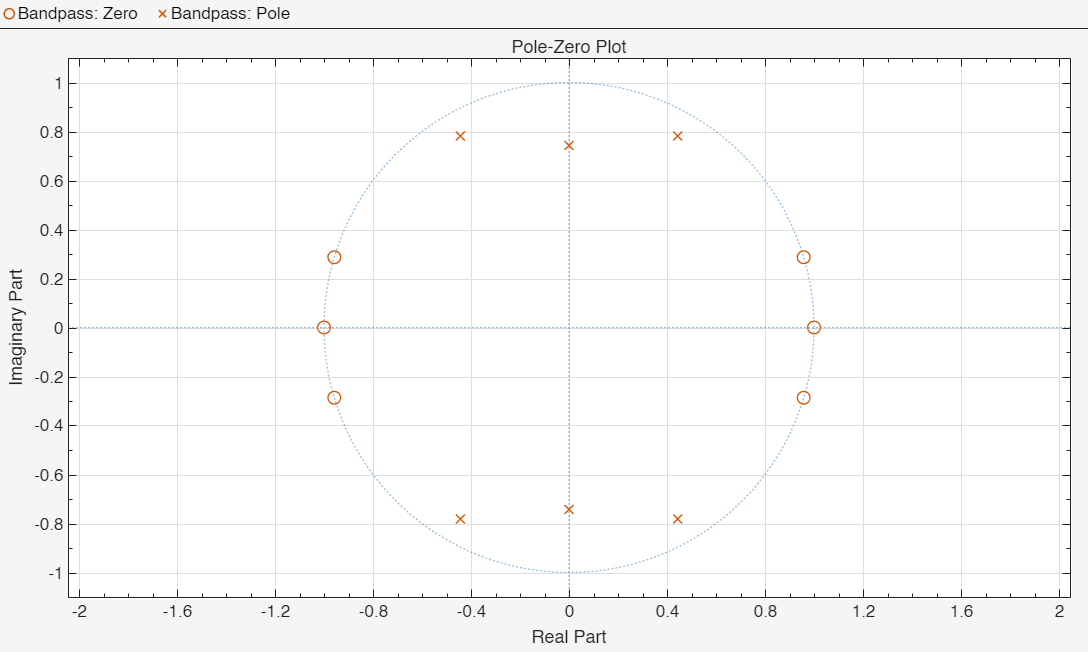 Bandpass: Zero Bandpass: Pole
Pole-Zero Plot
1
0.8
0.6
0.4
0.2
0
-0.2
-0.4
-0.6
-0.8
-1
Imaginary Part
-2 -1.6 -1.2 -0.8 -0.4 0 0.4 0.8 1.2 1.6 2
Real Part